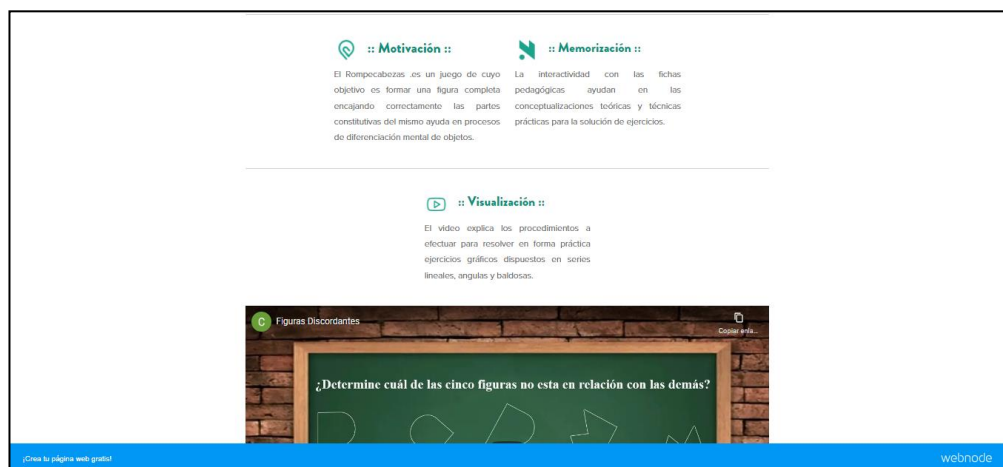 :: Motivación ::
El Rompecabezas .es un juego de cuyo
objetivo es formar una figura completa
encajando correctamente las partes
constitutivas del mismo ayuda en procesos
de diferenciación mental de objetos.
:: Memorización ::
La interactividad con las fichas
pedagógicas ayudan en las
conceptualizaciones teóricas y técnicas
prácticas para la solución de ejercicios.
:: Visualización ::
El video explica los procedimientos a
efectuar para resolver en forma práctica
ejercicios gráficos dispuestos en series
lineales, angulas y baldosas.
C Figuras Discordantes
Copiar enla...
¿Determine cuál de las cinco figuras no esta en relación con las demás?
¡Crea tu página web gratis!
webnode